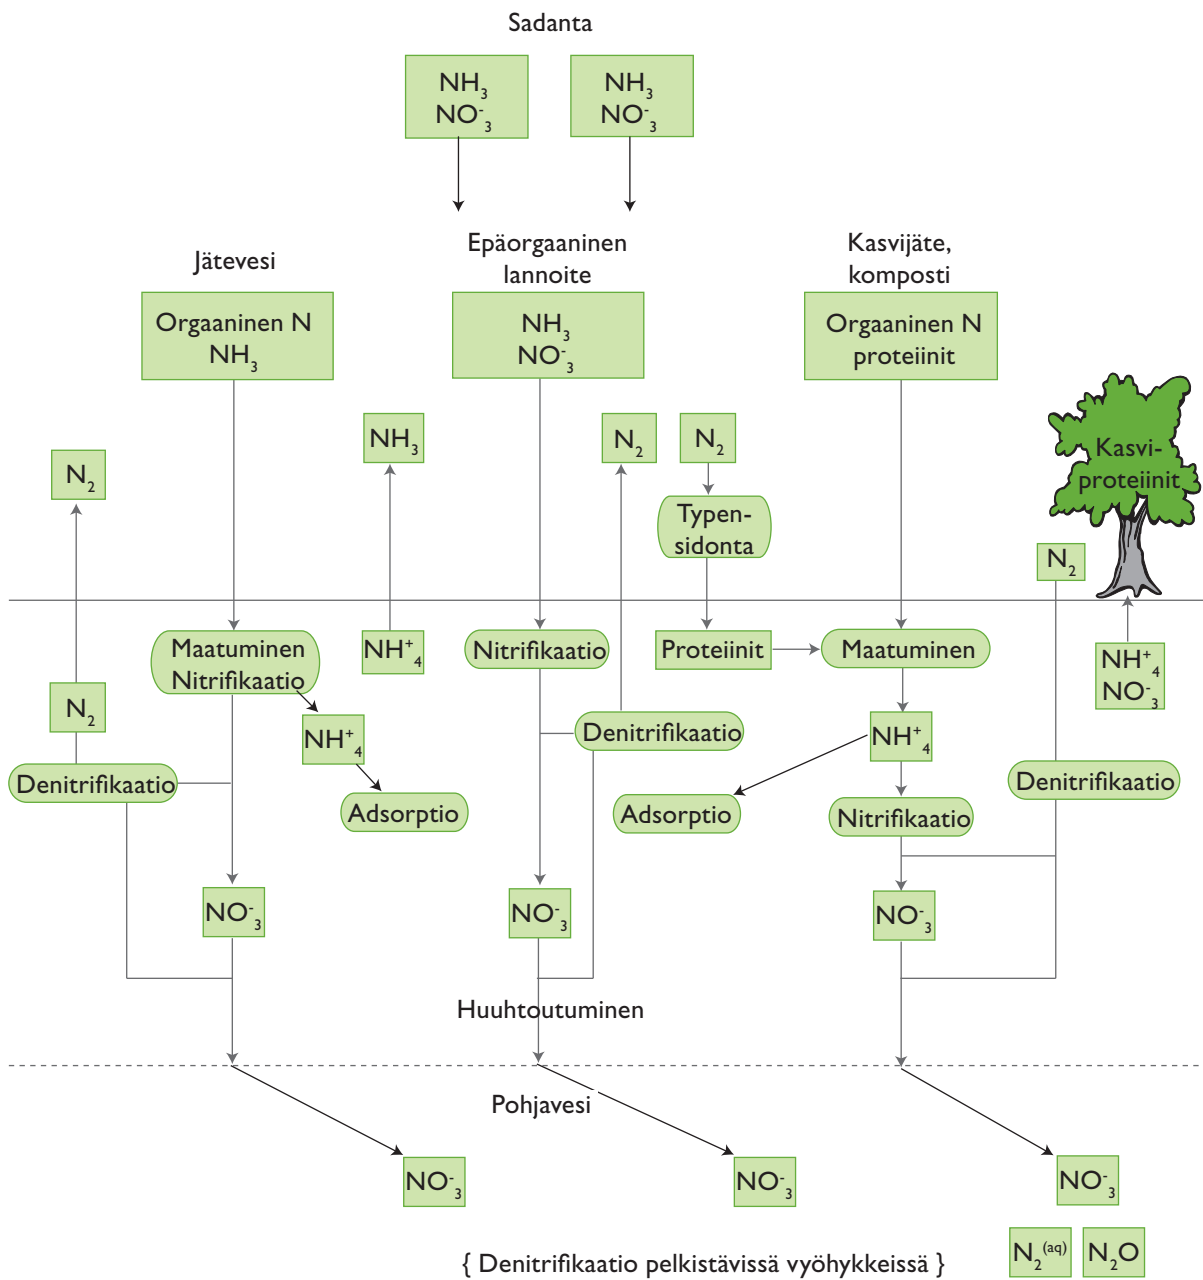 Sadanta
NH₃
NO⁻₃
NH₃
NO⁻₃
Jätevesi
Epäorgaaninen
lannoite
Kasvijäte,
komposti
Orgaaninen N
NH₃
NH₃
NO⁻₃
Orgaaninen N
proteiinit
N₂
NH₃
N₂
N₂
Typen-
sidonta
Kasvi-
proteiinit
N₂
Maatuminen
Nitrifikaatio
NH⁺₄
Nitrifikaatio
Proteiinit
Maatuminen
NH⁺₄
NO⁻₃
N₂
NH⁺₄
Denitrifikaatio
NH⁺₄
Denitrifikaatio
Adsorptio
Adsorptio
Nitrifikaatio
Denitrifikaatio
NO⁻₃
NO⁻₃
NO⁻₃
Huuhtoutuminen
Pohjavesi
NO⁻₃
NO⁻₃
NO⁻₃
{ Denitrifikaatio pelkistävissä vyöhykkeissä }
N₂(aq)
N₂O